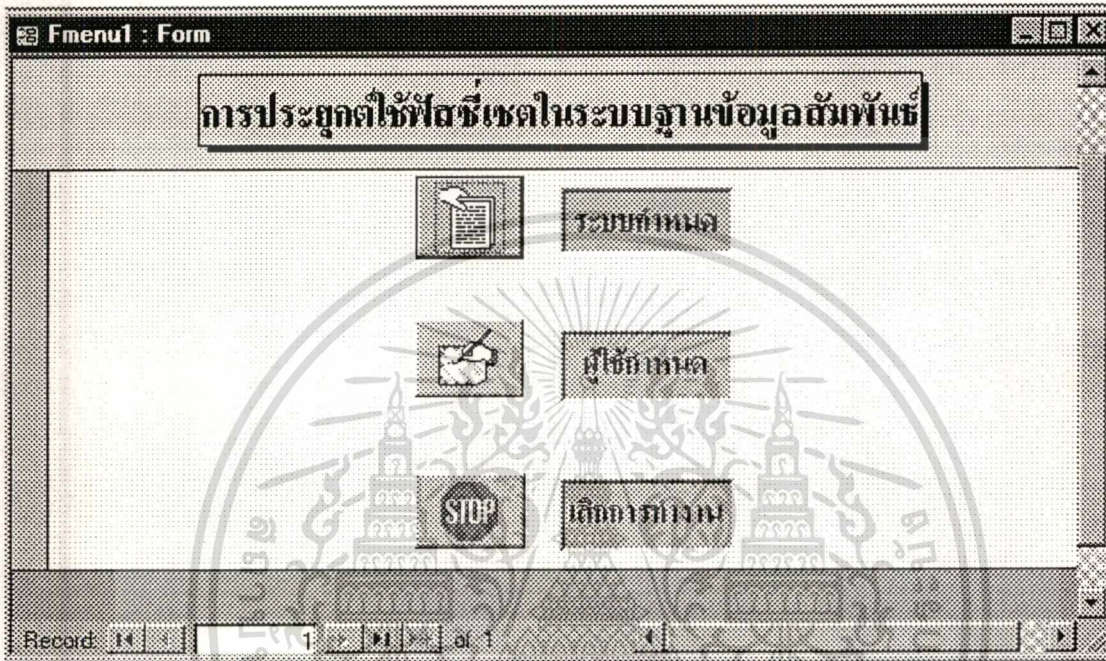 Fmenu1 : Form
การประยุกต์ใช้ฟัสซี่เซตในระบบฐานข้อมูลสัมพันธ์
ระบบกำหนด
ผู้ใช้กำหนด
STOP
เลิกการทำงาน
Record: 1 of 1